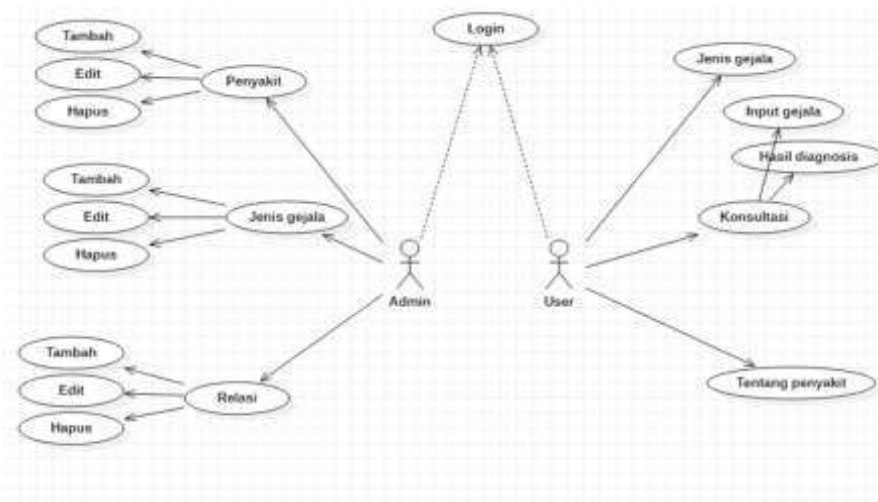 Login
Tambah
Edit
Hapus
Penyakit
Tambah
Edit
Hapus
Jenis gejala
Admin
Tambah
Edit
Hapus
Relasi
User
Jenis gejala
Input gejala
Hasil diagnosis
Konsultasi
Tentang penyakit